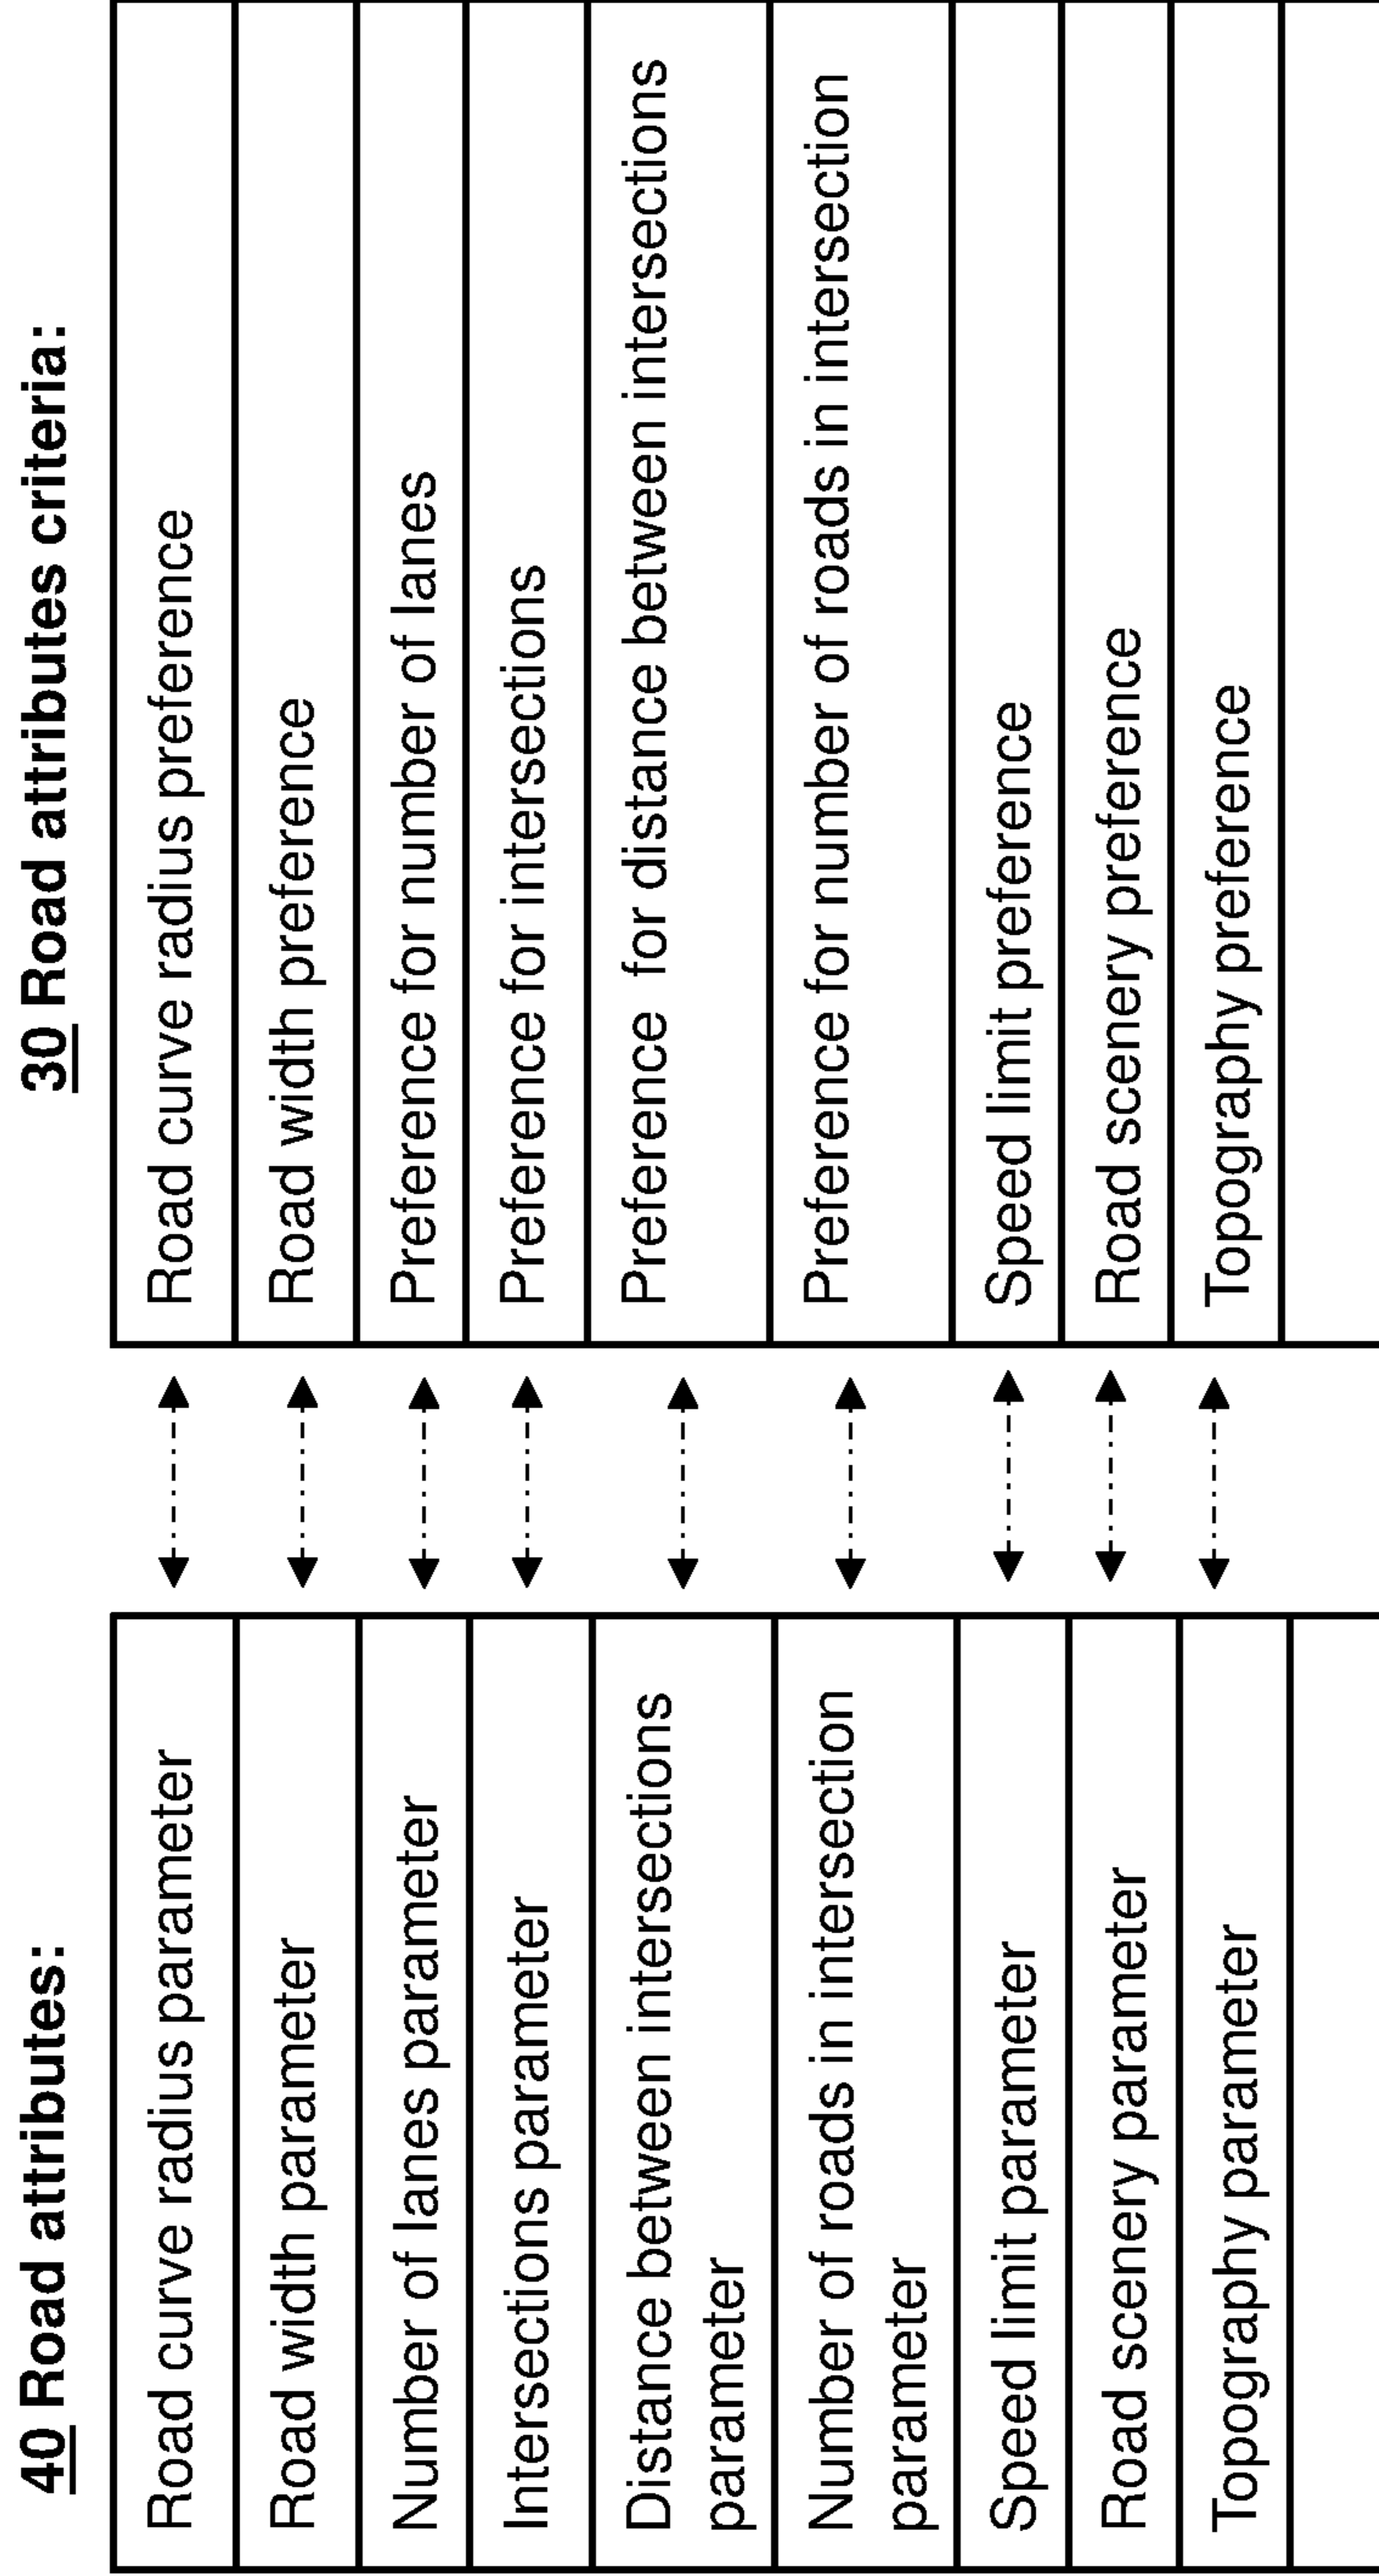 40 Road attributes:
Road curve radius parameter
Road width parameter
Number of lanes parameter
Intersections parameter
Distance between intersections
parameter
Number of roads in intersection
parameter
Speed limit parameter
Road scenery parameter
Topography parameter
30 Road attributes criteria:
Road curve radius preference
Road width preference
Preference for number of lanes
Preference for intersections
Preference for distance between intersections
Preference for number of roads in intersection
Speed limit preference
Road scenery preference
Topography preference